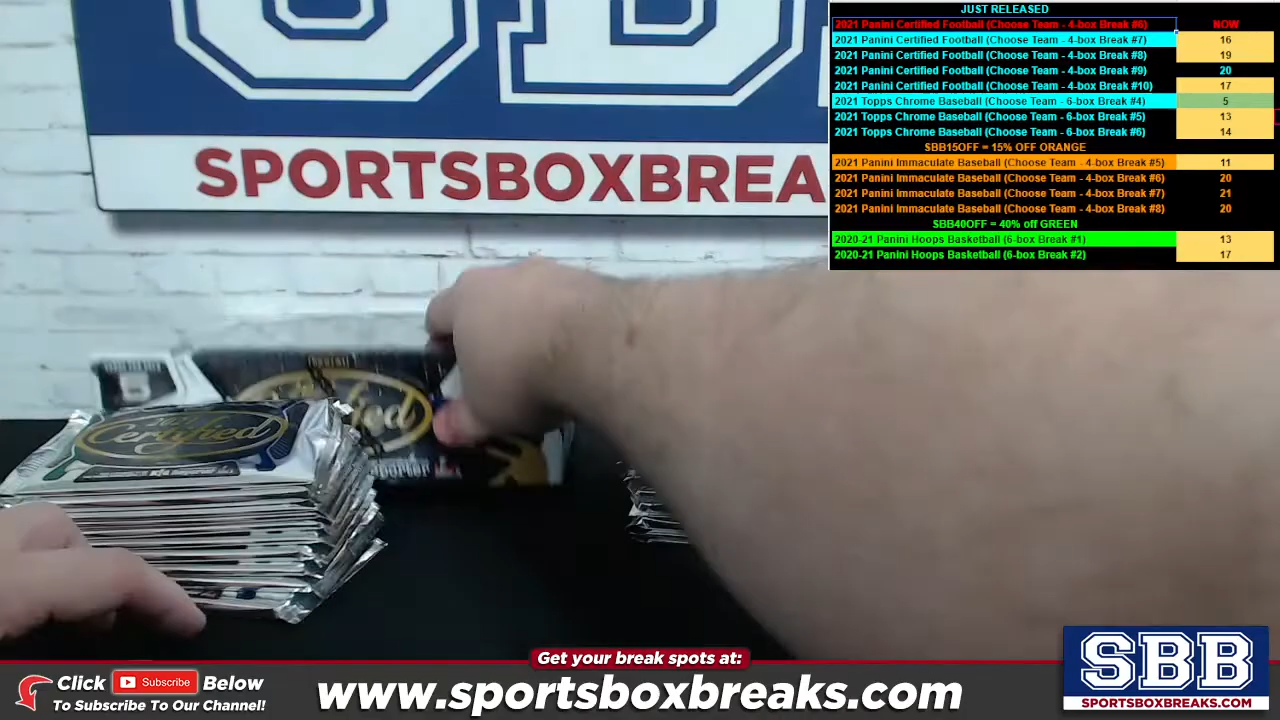 SPORTSBOXBREA
JUST RELEASED
2021 Panini Certified Football (Choose Team - 4-box Break #6) NOW
2021 Panini Certified Football (Choose Team - 4-box Break #7) 16
2021 Panini Certified Football (Choose Team - 4-box Break #8) 19
2021 Panini Certified Football (Choose Team - 4-box Break #9) 20
2021 Panini Certified Football (Choose Team - 4-box Break #10) 17
2021 Topps Chrome Baseball (Choose Team - 6-box Break #4) 5
2021 Topps Chrome Baseball (Choose Team - 6-box Break #5) 13
2021 Topps Chrome Baseball (Choose Team - 6-box Break #6) 14
SBB15OFF = 15% OFF ORANGE
2021 Panini Immaculate Baseball (Choose Team - 4-box Break #5) 11
2021 Panini Immaculate Baseball (Choose Team - 4-box Break #6) 20
2021 Panini Immaculate Baseball (Choose Team - 4-box Break #7) 21
2021 Panini Immaculate Baseball (Choose Team - 4-box Break #8) 20
SBB40OFF = 40% off GREEN
2020-21 Panini Hoops Basketball (6-box Break #1) 13
2020-21 Panini Hoops Basketball (6-box Break #2) 17
2021
Certified
Get your break spots at:
Click Subscribe Below
To Subscribe To Our Channel!
www.sportsboxbreaks.com
SBB
SPORTSBOXBREAKS.COM